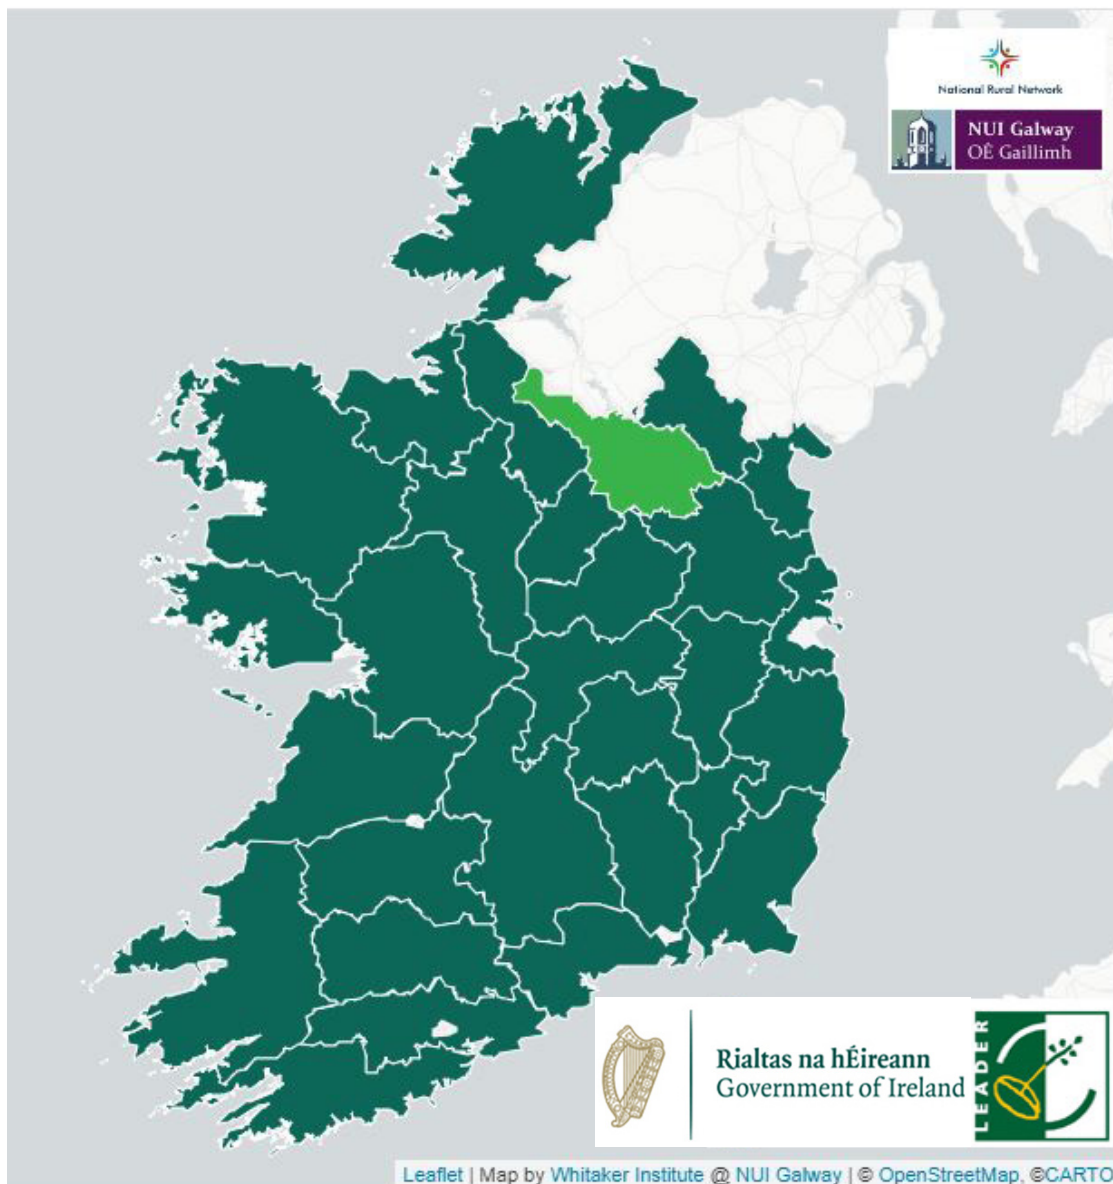 National Rural Network
NUI Galway
OÉ Gaillimh
Rialtas na hÉireann
Government of Ireland
LEADER
Leaflet | Map by Whitaker Institute @ NUI Galway | © OpenStreetMap, ©CARTO